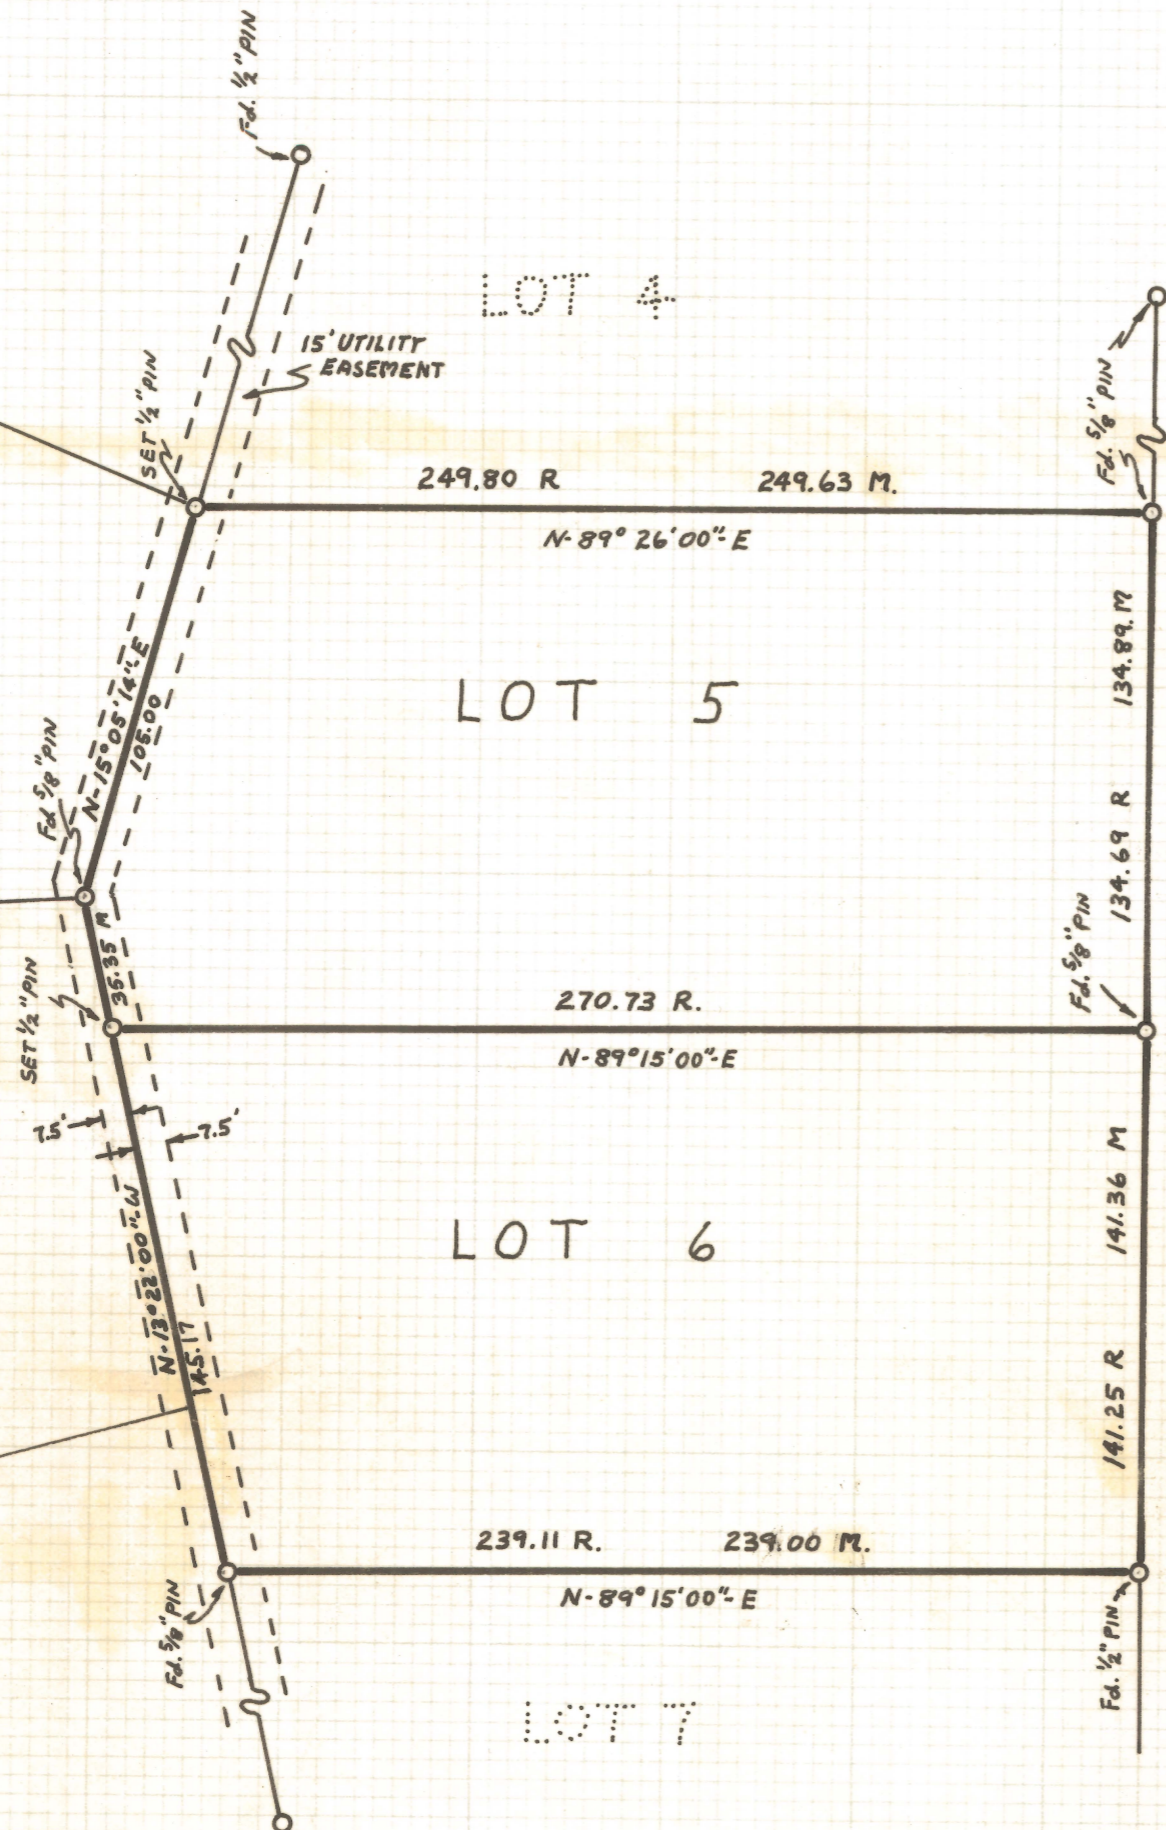 Fd. 1/2" PIN
LOT 4
15' UTILITY
EASEMENT
SET 1/2" PIN
Fd. 5/8" PIN
249.80 R
249.63 M.
N-89° 26'00"-E
N-15°05'14"-E
105.00
LOT 5
134.89 M
134.69 R
Fd. 5/8" PIN
35.35 M
SET 1/2" PIN
Fd. 5/8" PIN
270.73 R.
N-89°15'00"-E
7.5'
7.5'
N-13°22'00"-W
145.17
LOT 6
141.36 M
141.25 R
239.11 R.
239.00 M.
N-89°15'00"-E
Fd. 5/8" PIN
Fd. 1/2" PIN
LOT 7